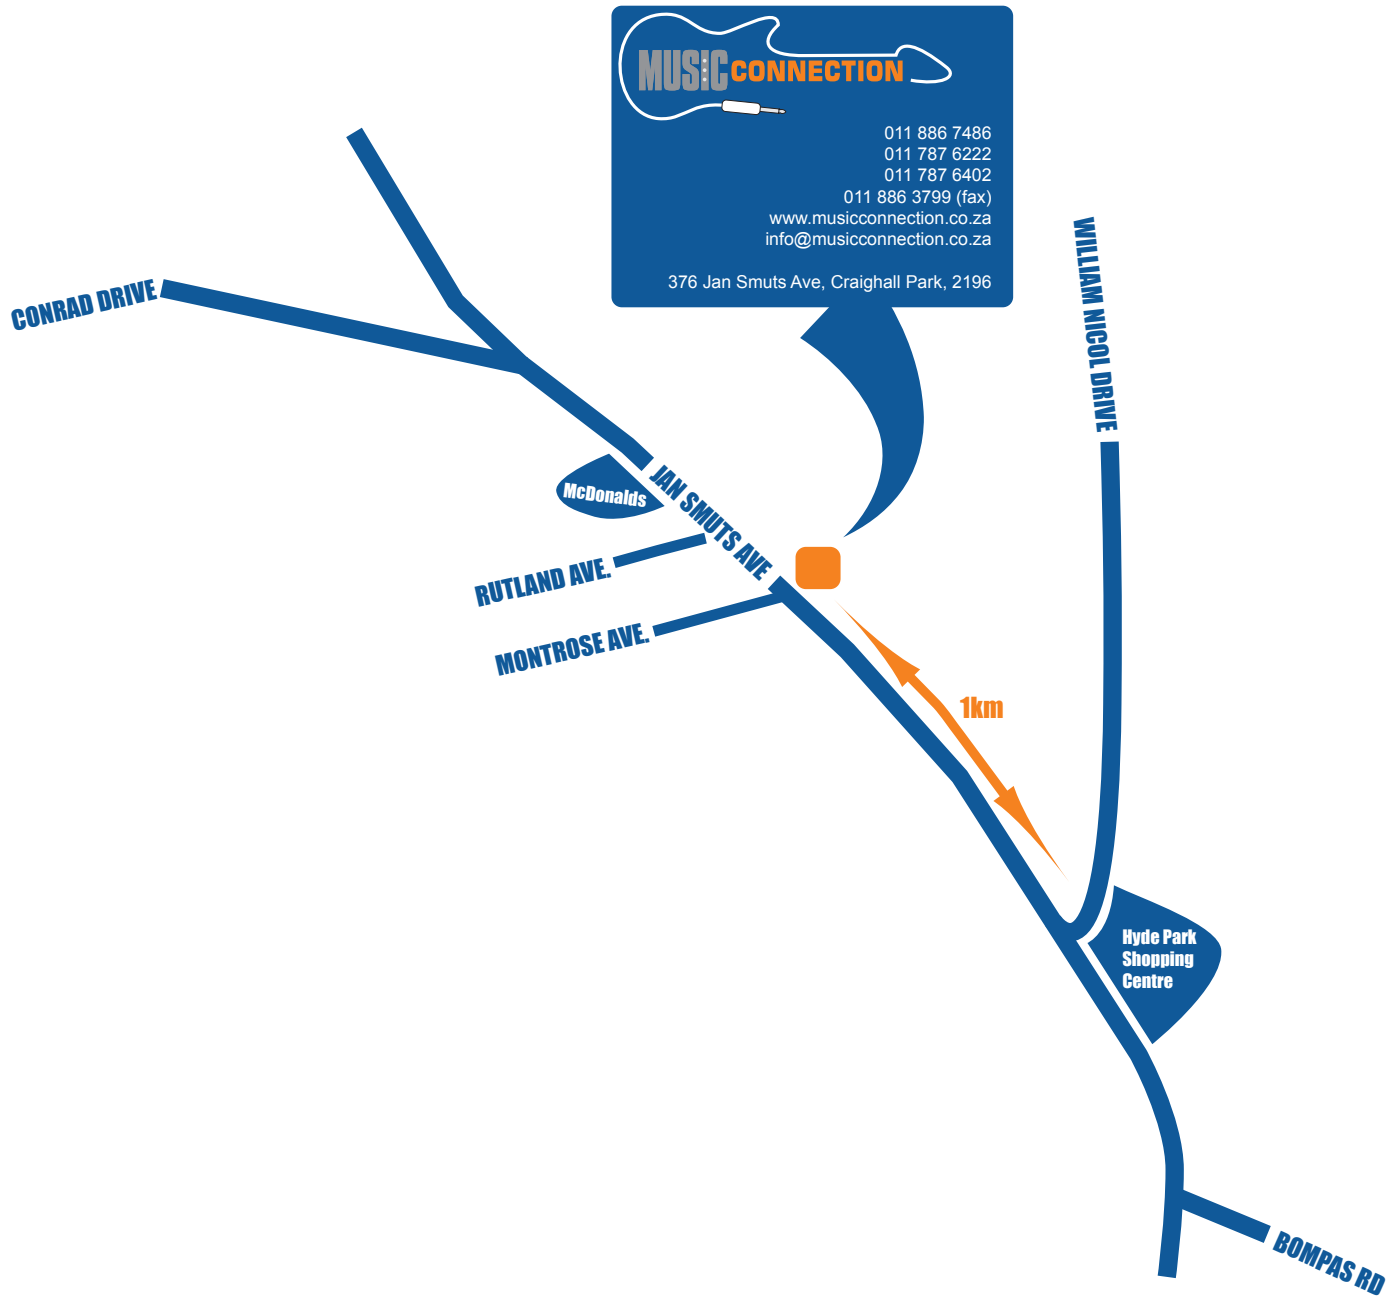 MUSIC CONNECTION
011 886 7486
011 787 6222
011 787 6402
011 886 3799 (fax)
www.musicconnection.co.za
info@musicconnection.co.za
376 Jan Smuts Ave, Craighall Park, 2196
WILLIAM NICOL DRIVE
CONRAD DRIVE
McDonalds
JAN SMUTS AVE
RUTLAND AVE.
MONTROSE AVE.
1km
Hyde Park
Shopping
Centre
BOMPAS RD